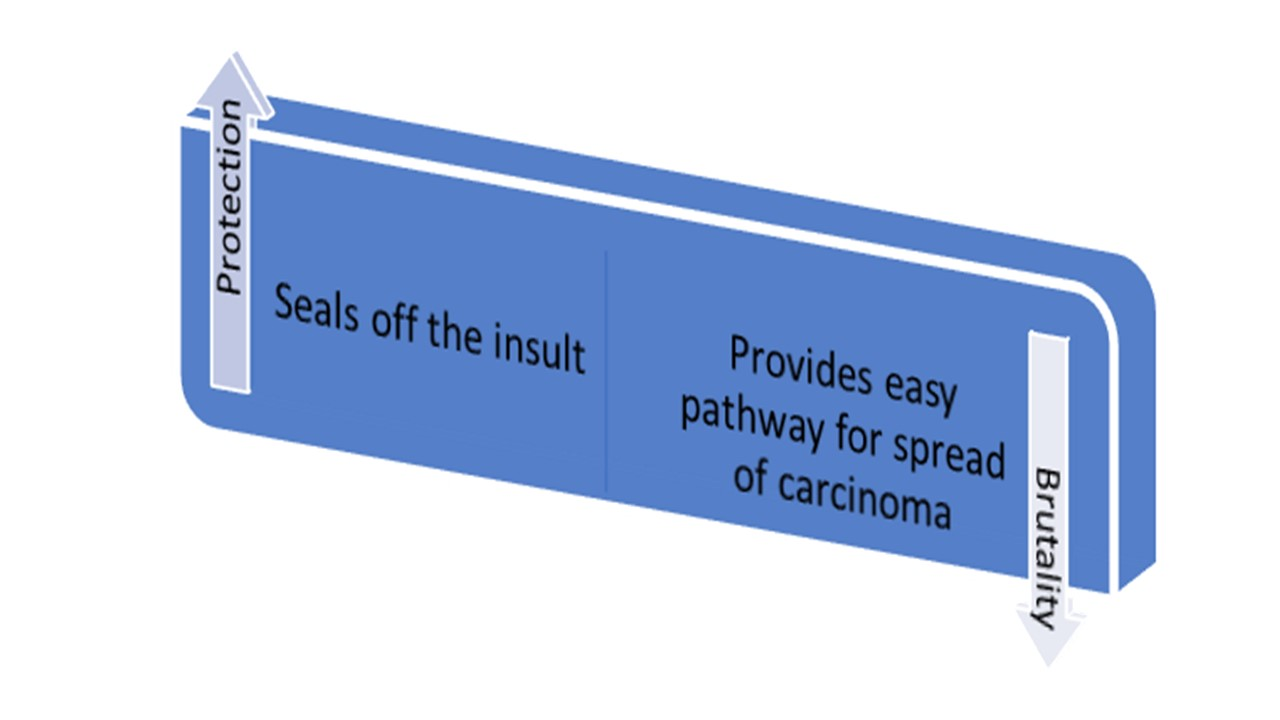 Protection
Seals off the insult
Provides easy
pathway for spread
of carcinoma
Brutality